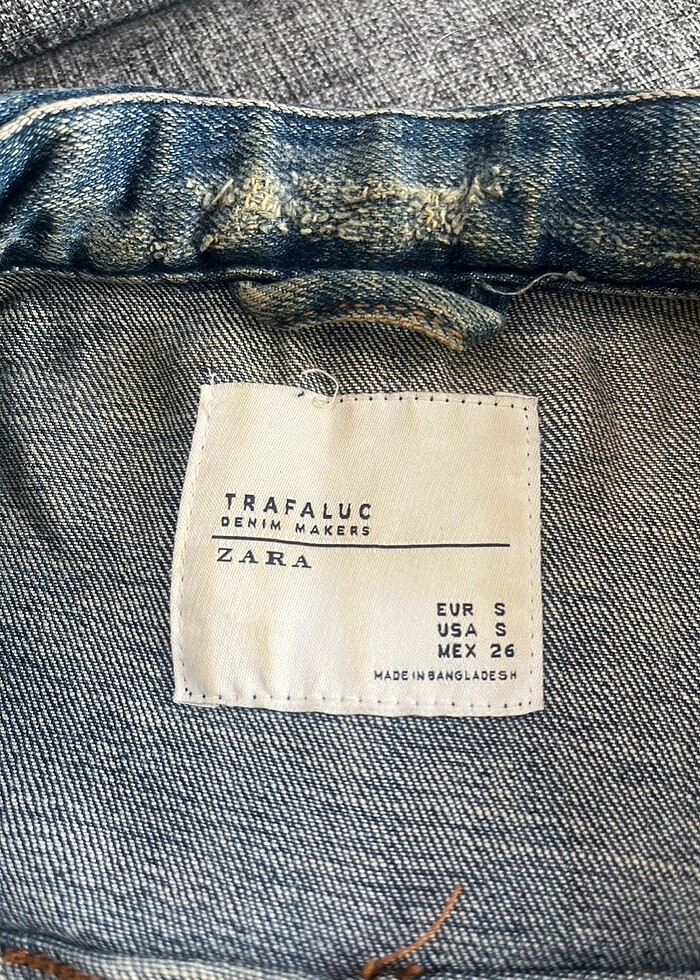 TRAFALUC
DENIM MAKERS
ZARA
EUR S
USA S
MEX 26
MADE IN BANGLADESH